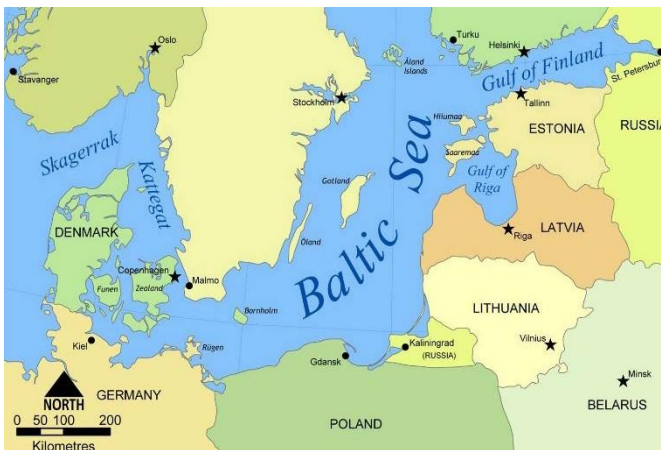 Oslo
Turku
Helsinki
Åland
Islands
Gulf of Finland
St. Petersburg
Stavanger
Stockholm
Tallinn
Hiiumaa
ESTONIA
RUSSIA
Skagerrak
Kattegat
Saaremaa
Gulf of
Riga
Gotland
Baltic Sea
LATVIA
Riga
DENMARK
Öland
Copenhagen
Malmo
Funen
Zealand
Bornholm
LITHUANIA
Vilnius
Kiel
Rügen
Gdansk
Kaliningrad
(RUSSIA)
Minsk
GERMANY
NORTH
0 50 100 200
Kilometres
POLAND
BELARUS